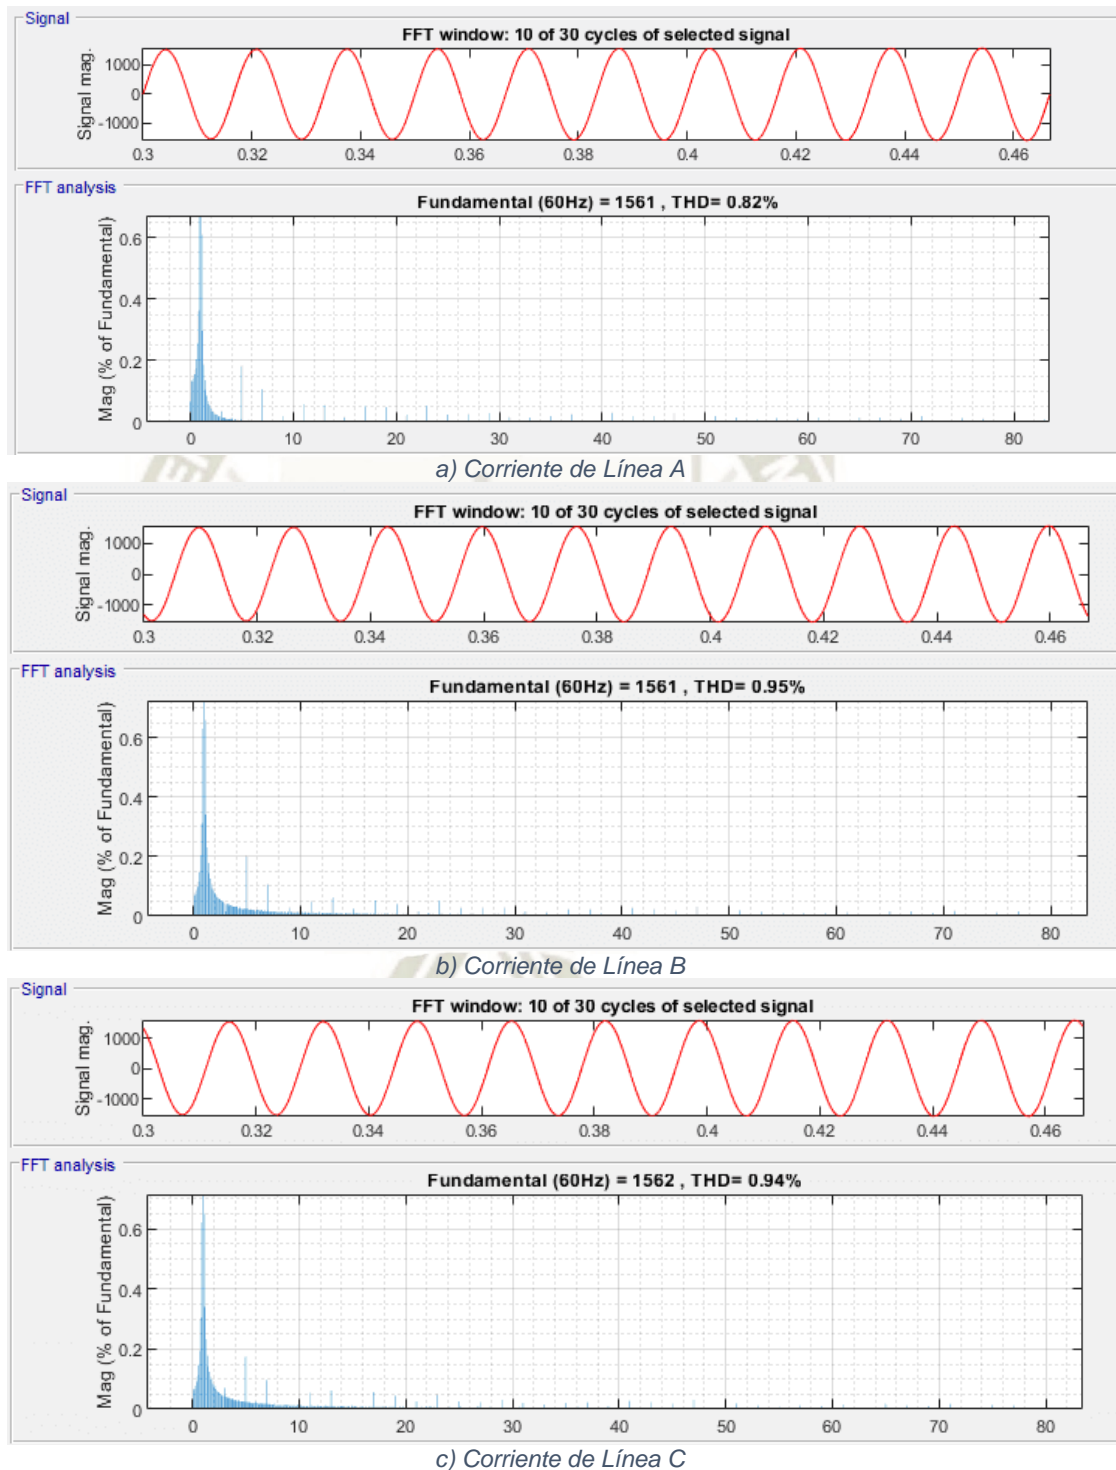 Signal
FFT window: 10 of 30 cycles of selected signal
Signal mag.
1000
0
-1000
0.3 0.32 0.34 0.36 0.38 0.4 0.42 0.44 0.46
FFT analysis
Fundamental (60Hz) = 1561 , THD= 0.82%
Mag (% of Fundamental)
0.6
0.4
0.2
0
0 10 20 30 40 50 60 70 80
a) Corriente de Línea A
Signal
FFT window: 10 of 30 cycles of selected signal
Signal mag.
1000
0
-1000
0.3 0.32 0.34 0.36 0.38 0.4 0.42 0.44 0.46
FFT analysis
Fundamental (60Hz) = 1561 , THD= 0.95%
Mag (% of Fundamental)
0.6
0.4
0.2
0
0 10 20 30 40 50 60 70 80
b) Corriente de Línea B
Signal
FFT window: 10 of 30 cycles of selected signal
Signal mag.
1000
0
-1000
0.3 0.32 0.34 0.36 0.38 0.4 0.42 0.44 0.46
FFT analysis
Fundamental (60Hz) = 1562 , THD= 0.94%
Mag (% of Fundamental)
0.6
0.4
0.2
0
0 10 20 30 40 50 60 70 80
c) Corriente de Línea C